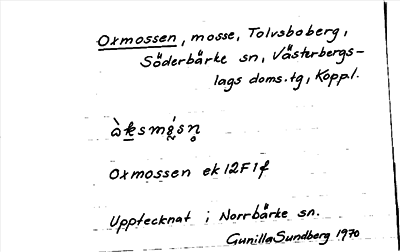 Oxmossen, mosse, Tolvsboberg,
Söderbärke sn, Västerbergs-
lags doms.tg, Koppl.
Oxmossen ek 12F1f
Upptecknat i Norrbärke sn.
Gunilla Sundberg 1970